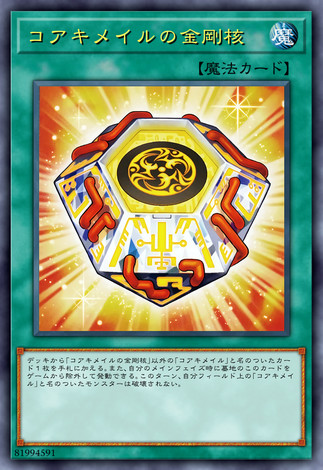 コアキメイルの金剛核
魔
【魔法カード】
デッキから「コアキメイルの金剛核」以外の「コアキメイル」と名のついたカー
ド１枚を手札に加える。また、自分のメインフェイズ時に墓地のこのカードを
ゲームから除外して発動できる。このターン、自分フィールド上の「コアキメイ
ル」と名のついたモンスターは破壊されない。
81994591